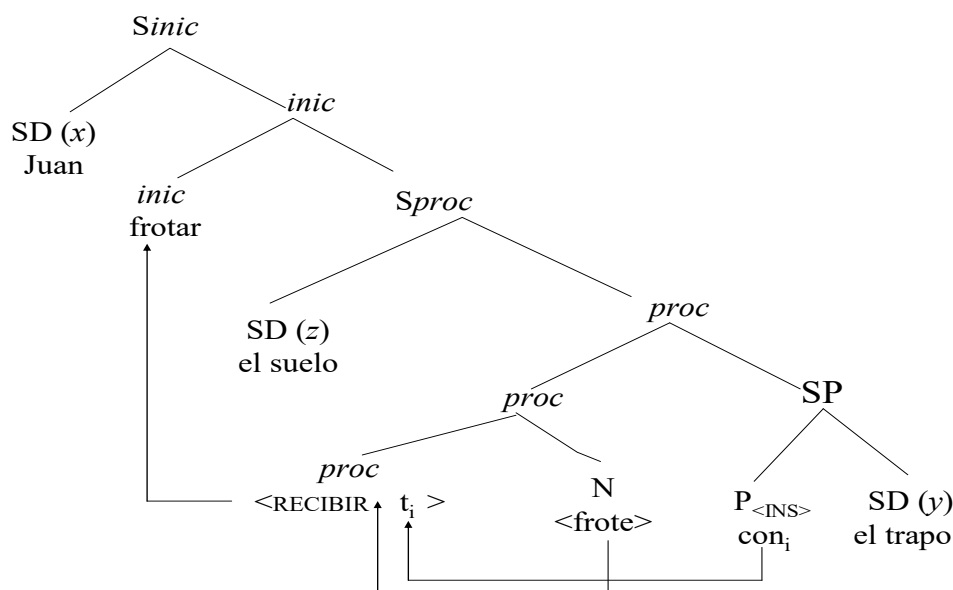 Sinic
inic
SD (x)
Juan
inic
frotar
Sproc
SD (z)
el suelo
proc
proc
SP
proc
<RECIBIR tᵢ >
N
<frote>
P<INS>
conᵢ
SD (y)
el trapo